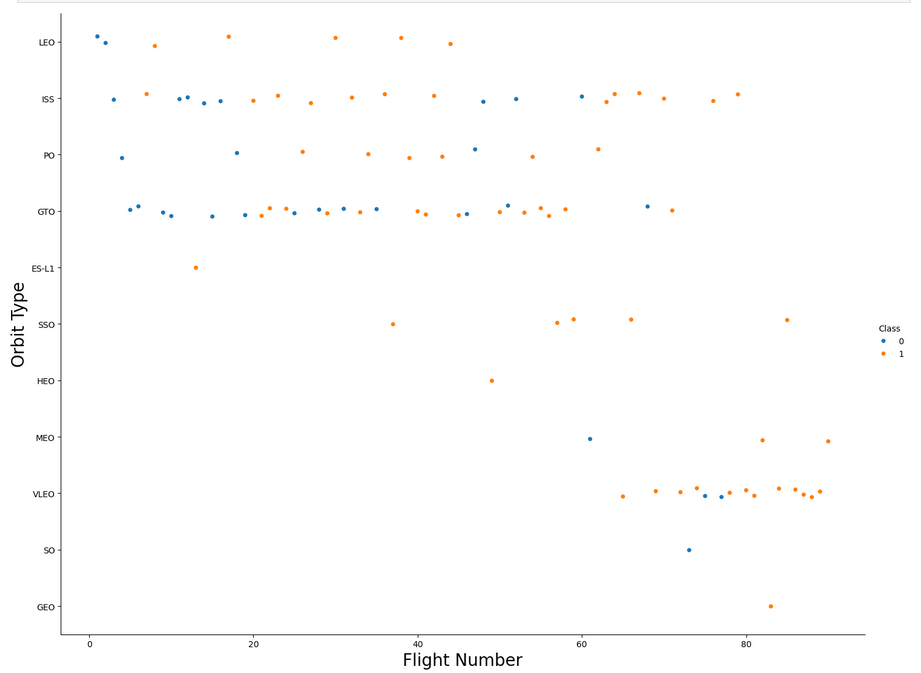 LEO
ISS
PO
GTO
ES-L1
SSO
HEO
MEO
VLEO
SO
GEO
Orbit Type
0 20 40 60 80
Flight Number
Class
0
1